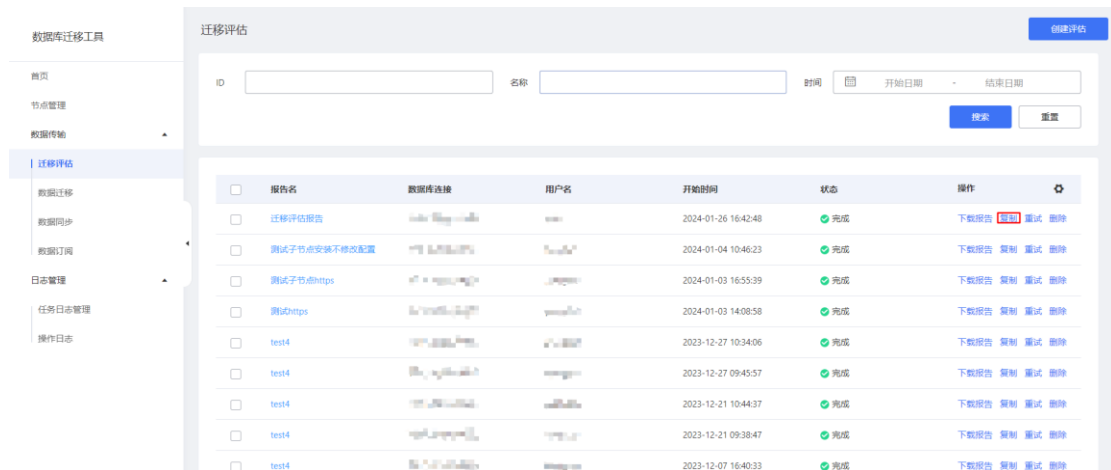 数据库迁移工具
首页
节点管理
数据传输
迁移评估
数据迁移
数据同步
数据订阅
日志管理
任务日志管理
操作日志
迁移评估 创建评估
ID 名称 时间 开始日期 - 结束日期
搜索 重置
报告名 数据库连接 用户名 开始时间 状态 操作
迁移评估报告 2024-01-26 16:42:48 完成 下载报告 复制 重试 删除
测试子节点安装不修改配置 2024-01-04 10:46:23 完成 下载报告 复制 重试 删除
测试子节点https 2024-01-03 16:55:39 完成 下载报告 复制 重试 删除
测试https 2024-01-03 14:08:58 完成 下载报告 复制 重试 删除
test4 2023-12-27 10:34:06 完成 下载报告 复制 重试 删除
test4 2023-12-27 09:45:57 完成 下载报告 复制 重试 删除
test4 2023-12-21 10:44:37 完成 下载报告 复制 重试 删除
test4 2023-12-21 09:38:47 完成 下载报告 复制 重试 删除
test4 2023-12-07 16:40:33 完成 下载报告 复制 重试 删除